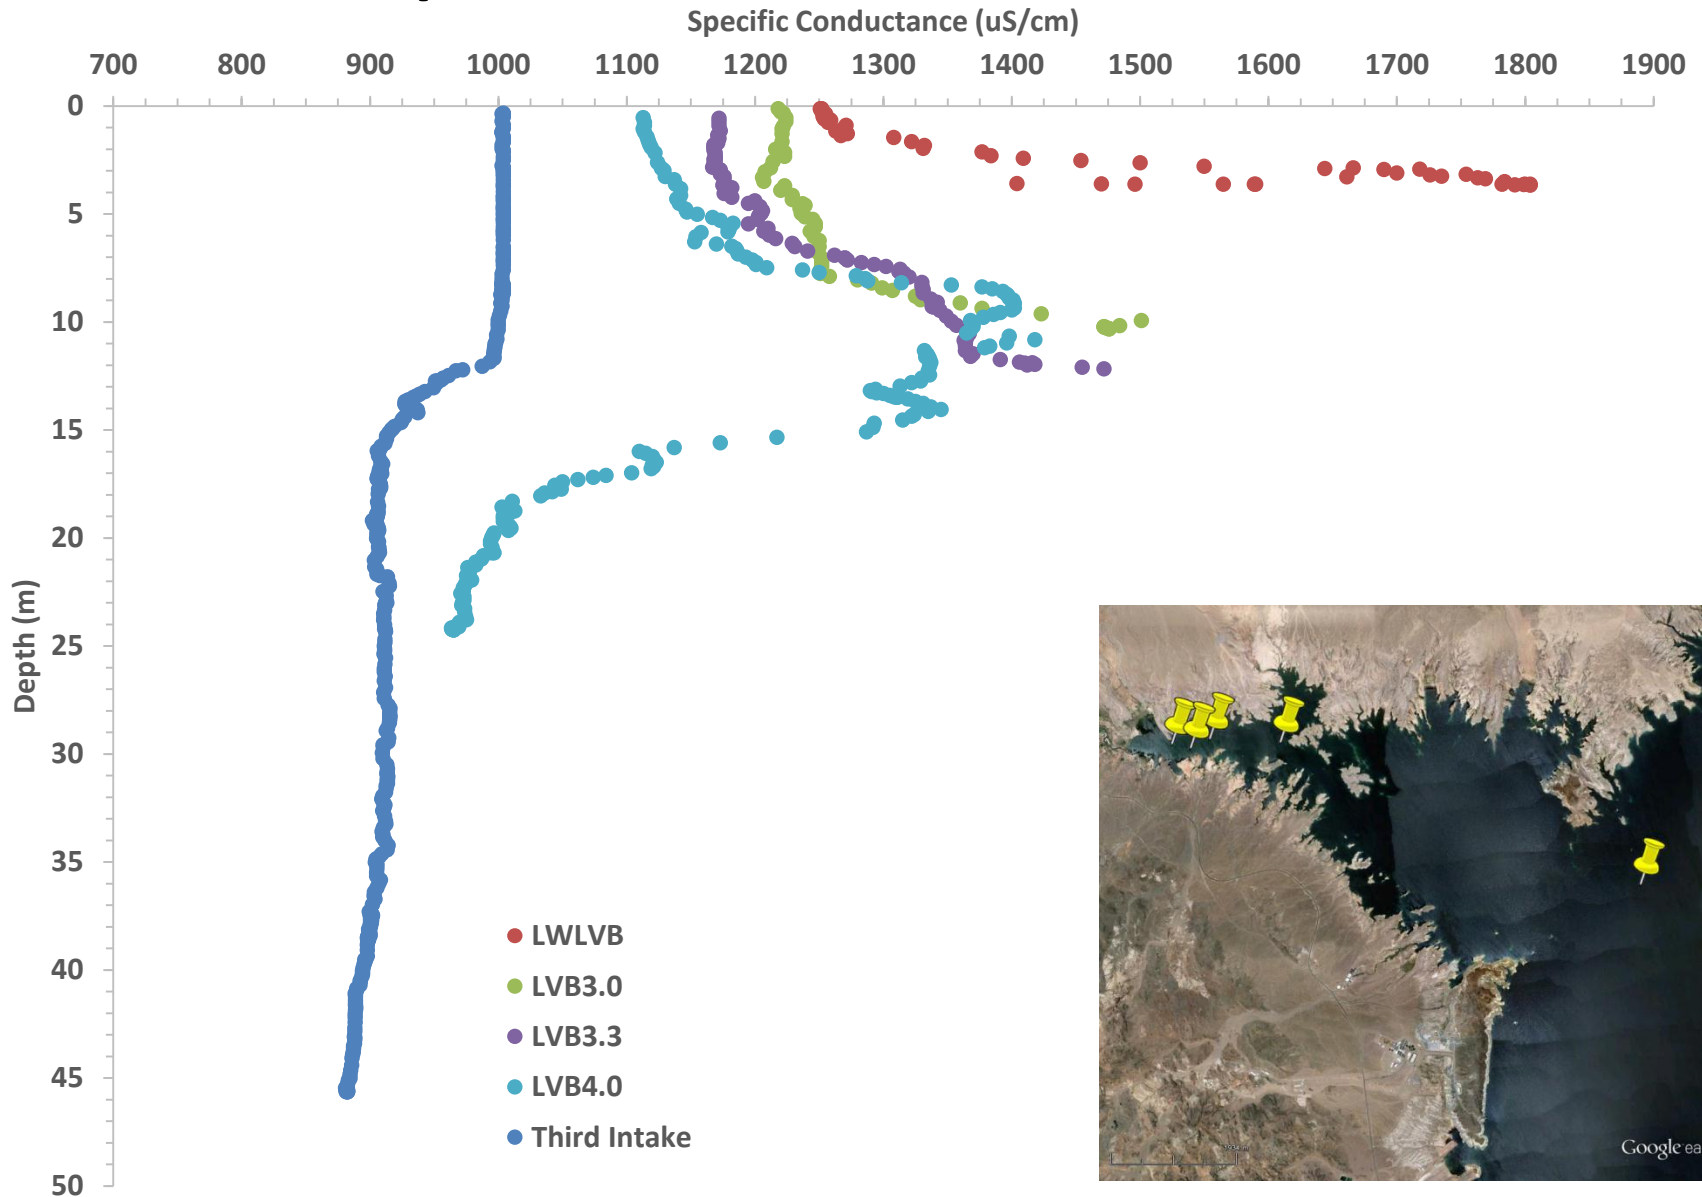 Specific Conductance (uS/cm)
700 800 900 1000 1100 1200 1300 1400 1500 1600 1700 1800 1900
0
5
10
15
20
25
30
35
40
45
50
Depth (m)
LWLVB
LVB3.0
LVB3.3
LVB4.0
Third Intake
Google ea